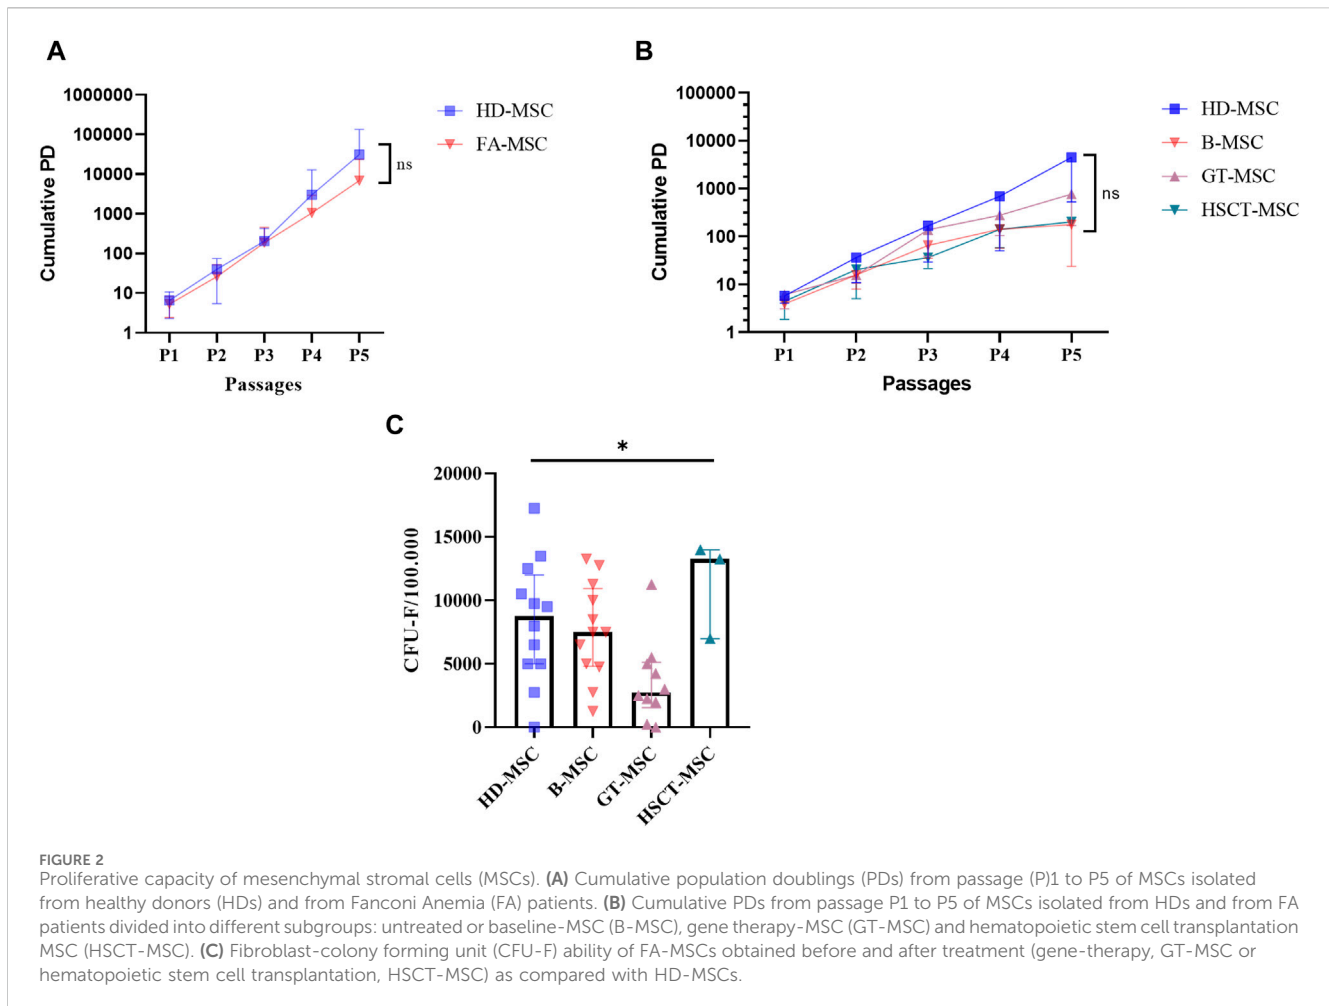 A
1000000
100000
10000
1000
100
10
1
Cumulative PD
P1 P2 P3 P4 P5
Passages
HD-MSC
FA-MSC
ns
B
100000
10000
1000
100
10
1
Cumulative PD
P1 P2 P3 P4 P5
Passages
HD-MSC
B-MSC
GT-MSC
HSCT-MSC
ns
C
*
20000
15000
10000
5000
0
CFU-F/100.000
HD-MSC
B-MSC
GT-MSC
HSCT-MSC
FIGURE 2
Proliferative capacity of mesenchymal stromal cells (MSCs). (A) Cumulative population doublings (PDs) from passage (P)1 to P5 of MSCs isolated
from healthy donors (HDs) and from Fanconi Anemia (FA) patients. (B) Cumulative PDs from passage P1 to P5 of MSCs isolated from HDs and from FA
patients divided into different subgroups: untreated or baseline-MSC (B-MSC), gene therapy-MSC (GT-MSC) and hematopoietic stem cell transplantation
MSC (HSCT-MSC). (C) Fibroblast-colony forming unit (CFU-F) ability of FA-MSCs obtained before and after treatment (gene-therapy, GT-MSC or
hematopoietic stem cell transplantation, HSCT-MSC) as compared with HD-MSCs.